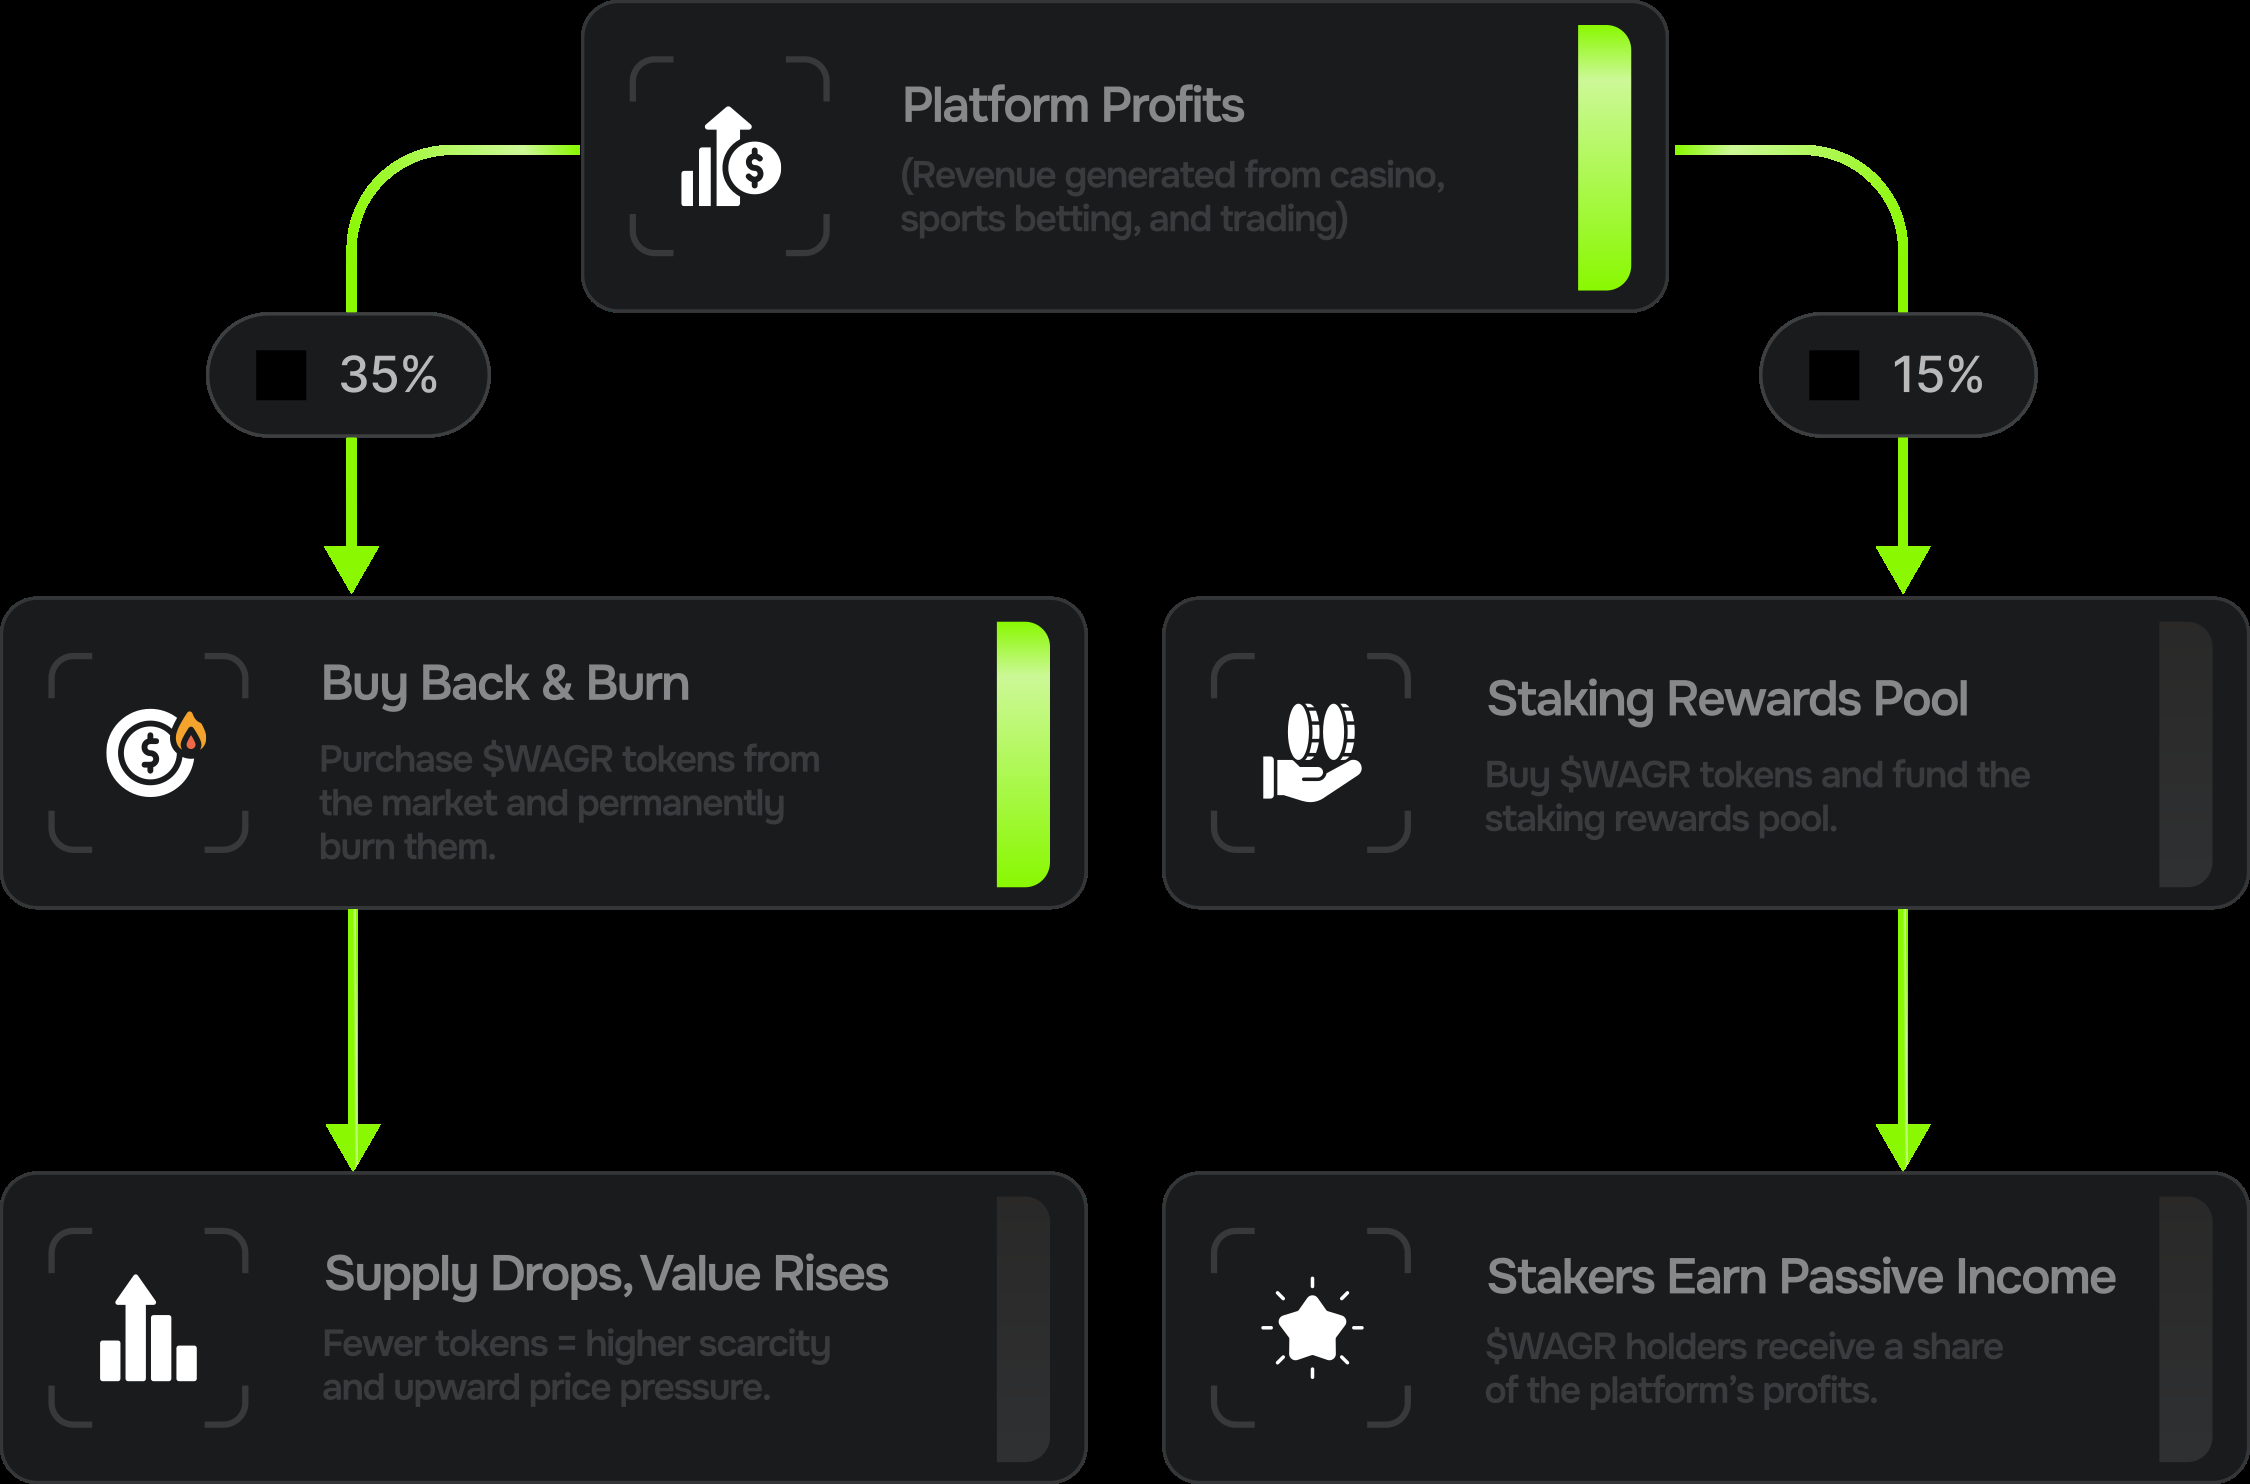 Platform Profits
(Revenue generated from casino,
sports betting, and trading)
35%
15%
Buy Back & Burn
Purchase $WAGR tokens from
the market and permanently
burn them.
Staking Rewards Pool
Buy $WAGR tokens and fund the
staking rewards pool.
Supply Drops, Value Rises
Fewer tokens = higher scarcity
and upward price pressure.
Stakers Earn Passive Income
$WAGR holders receive a share
of the platform’s profits.